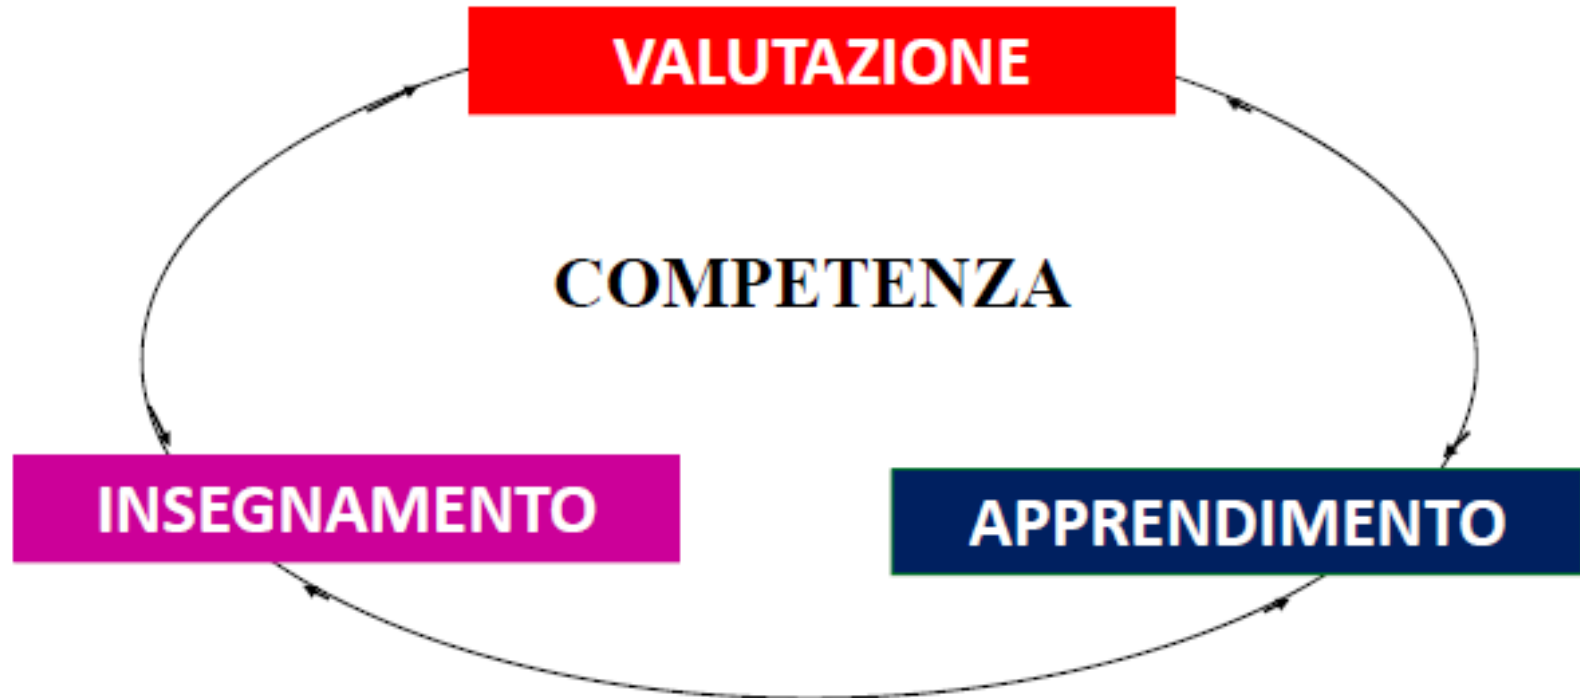 VALUTAZIONE
COMPETENZA
INSEGNAMENTO
APPRENDIMENTO